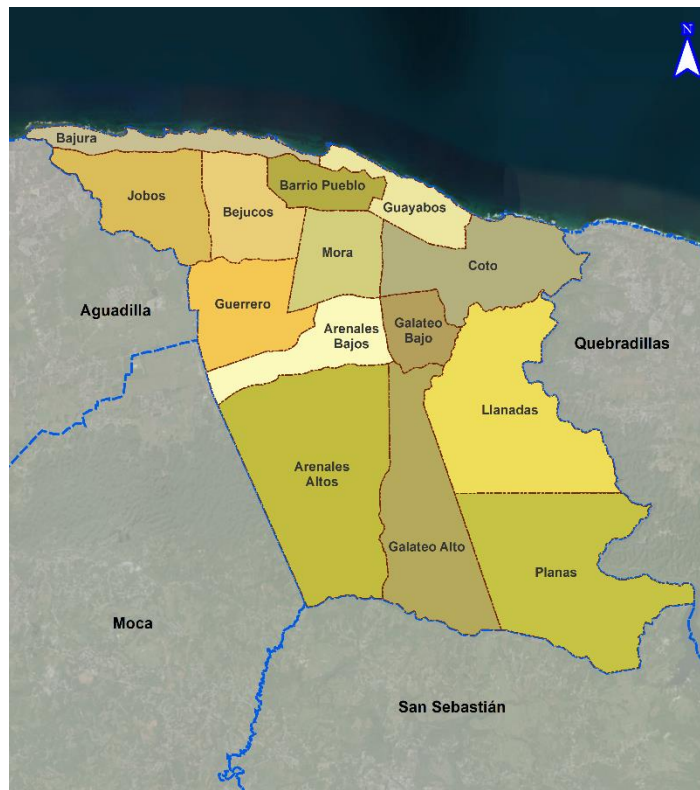 N
Bajura
Barrio Pueblo
Jobos
Guayabos
Bejucos
Mora
Coto
Guerrero
Aguadilla
Arenales
Bajos
Galateo
Bajo
Quebradillas
Llanadas
Arenales
Altos
Galateo Alto
Planas
Moca
San Sebastián